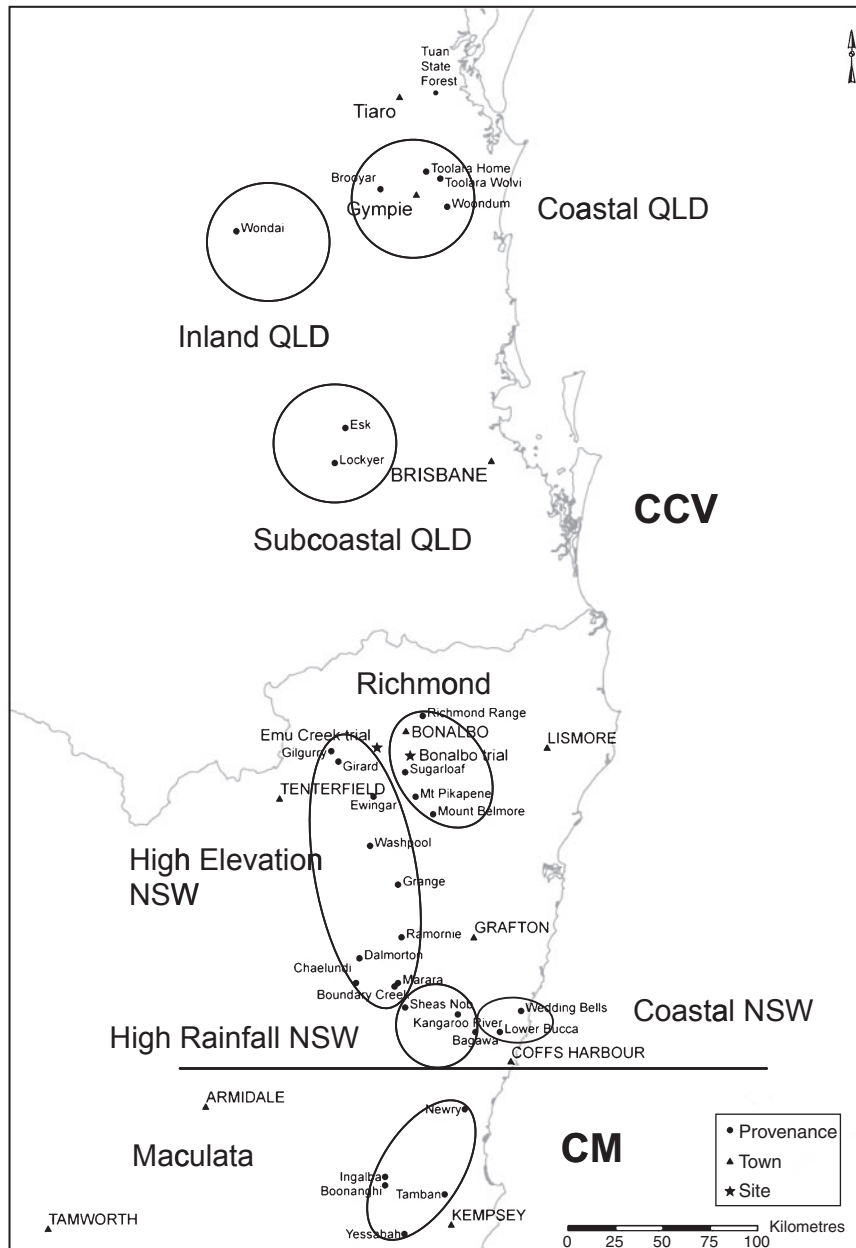 Tuan
State
Forest
Tiaro
Toolara Home
Brooyar
Toolara Wolvi
Gympie
Woondum
Coastal QLD
Wondai
Inland QLD
Esk
Lockyer
BRISBANE
CCV
Subcoastal QLD
Richmond
Richmond Range
BONALBO
Emu Creek trial
LISMORE
Gilgurry
Bonalbo trial
Girard
Sugarloaf
TENTERFIELD
Mt Pikapene
Ewingar
Mount Belmore
Washpool
High Elevation
NSW
Grange
Ramornie
GRAFTON
Dalmorton
Chaelundi
Marara
Boundary Creek
Sheas Nob
Wedding Bells
Coastal NSW
Kangaroo River
High Rainfall NSW
Bagawa
Lower Bucca
COFFS HARBOUR
ARMIDALE
Newry
Maculata
CM
Provenance
Town
Site
Ingalba
Boonanghi
Tamban
TAMWORTH
KEMPSEY
Yessabah
Kilometres
0 25 50 75 100